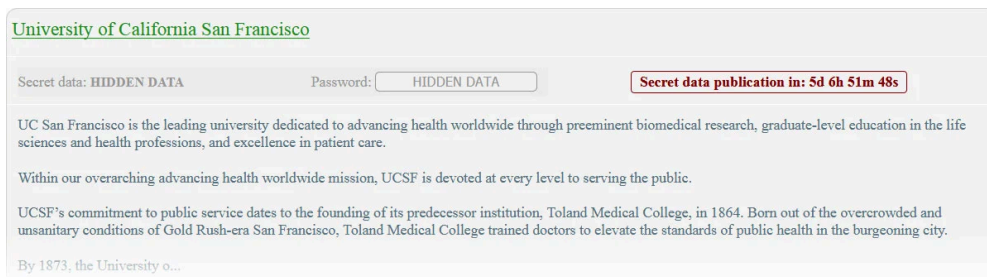 University of California San Francisco
Secret data: HIDDEN DATA Password: HIDDEN DATA Secret data publication in: 5d 6h 51m 48s
UC San Francisco is the leading university dedicated to advancing health worldwide through preeminent biomedical research, graduate-level education in the life
sciences and health professions, and excellence in patient care.
Within our overarching advancing health worldwide mission, UCSF is devoted at every level to serving the public.
UCSF's commitment to public service dates to the founding of its predecessor institution, Toland Medical College, in 1864. Born out of the overcrowded and
unsanitary conditions of Gold Rush-era San Francisco, Toland Medical College trained doctors to elevate the standards of public health in the burgeoning city.
By 1873, the University o...